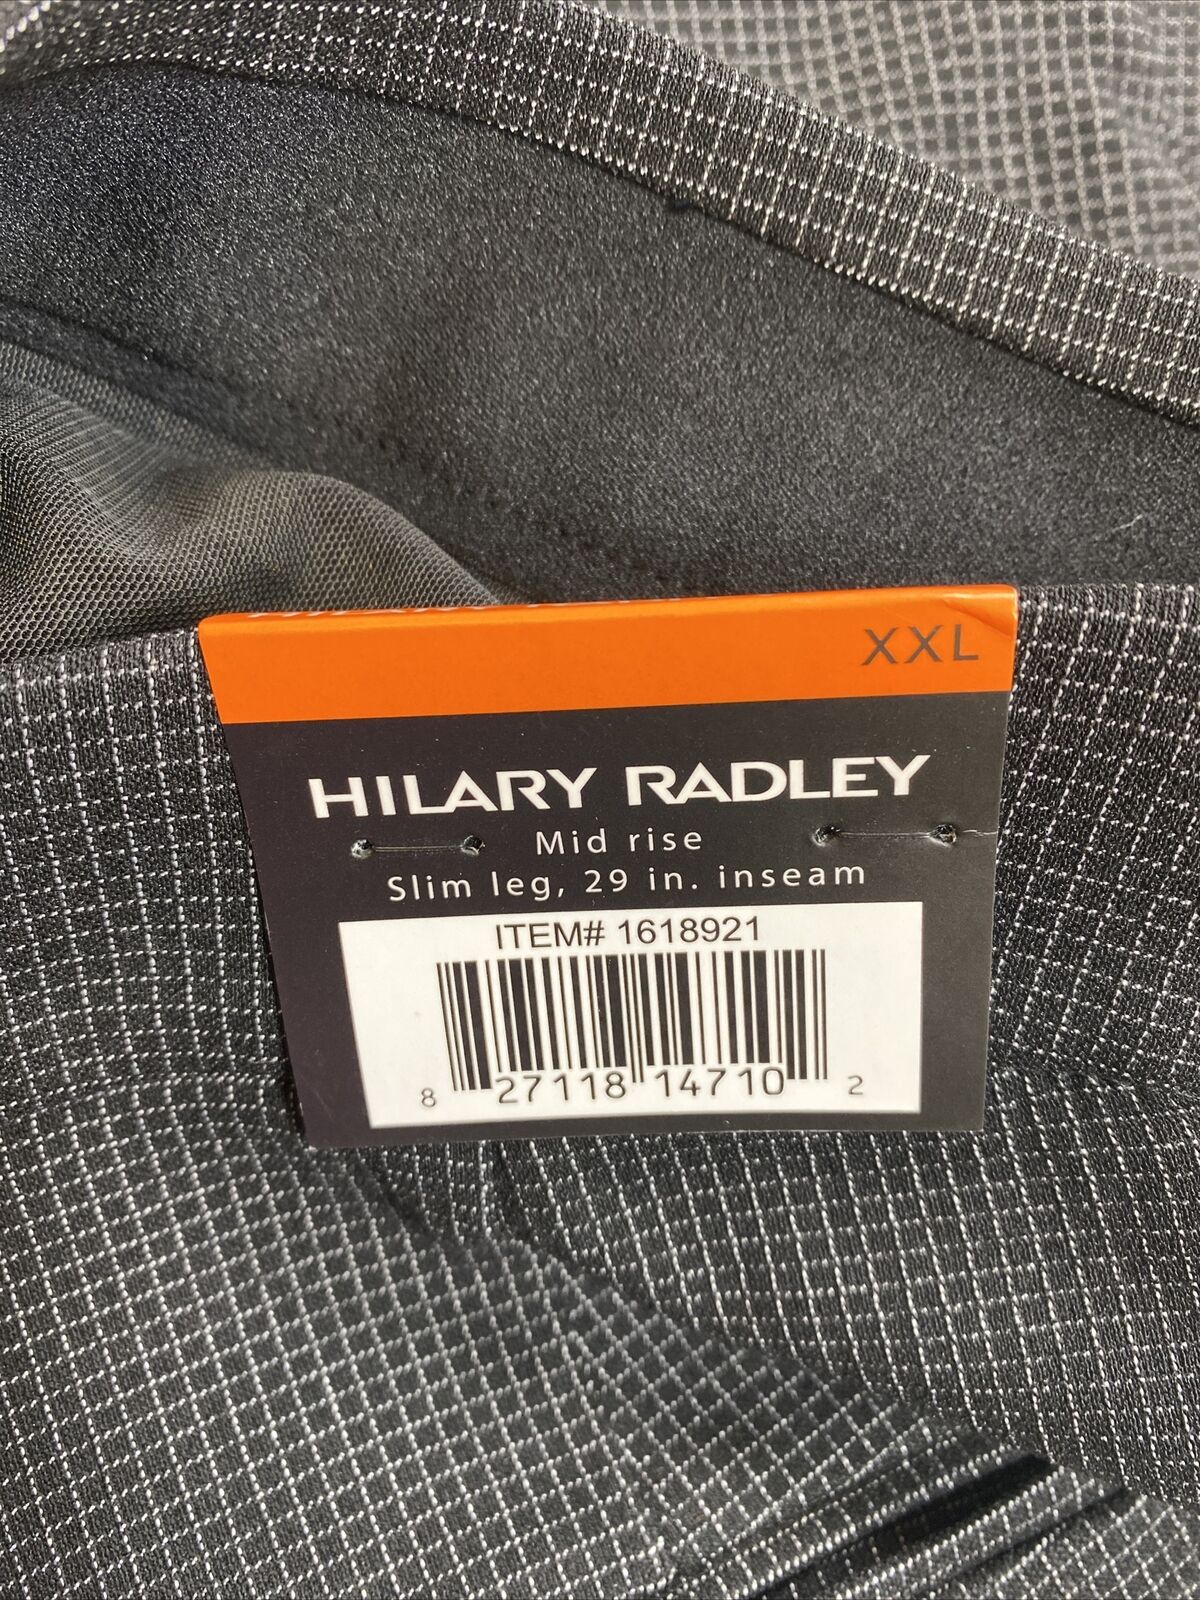 XXL
HILARY RADLEY
Mid rise
Slim leg, 29 in. inseam
ITEM# 1618921
8 27118 14710 2